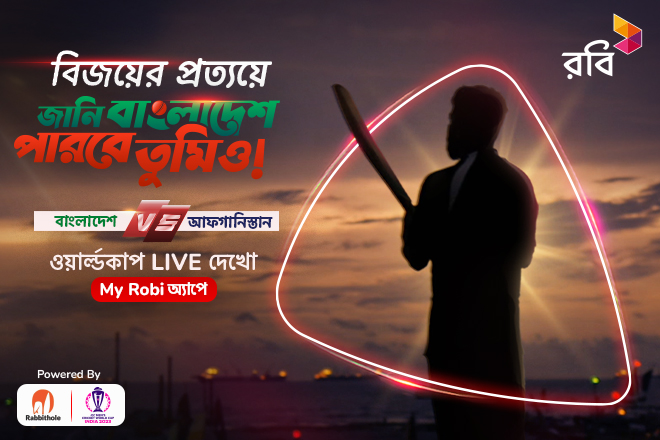 রবি
বিজয়ের প্রত্যয়ে
জানি বাংলাদেশ
পারবে তুমিও!
বাংলাদেশ VS আফগানিস্তান
ওয়ার্ল্ডকাপ LIVE দেখো
My Robi অ্যাপে
Powered By
Rabbithole
ICC MEN'S
CRICKET WORLD CUP
INDIA 2023